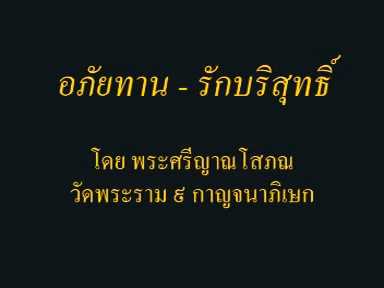 อภัยทาน - รักบริสุทธิ์
โดย พระศรีญาณโสภณ
วัดพระราม ๙ กาญจนาภิเษก